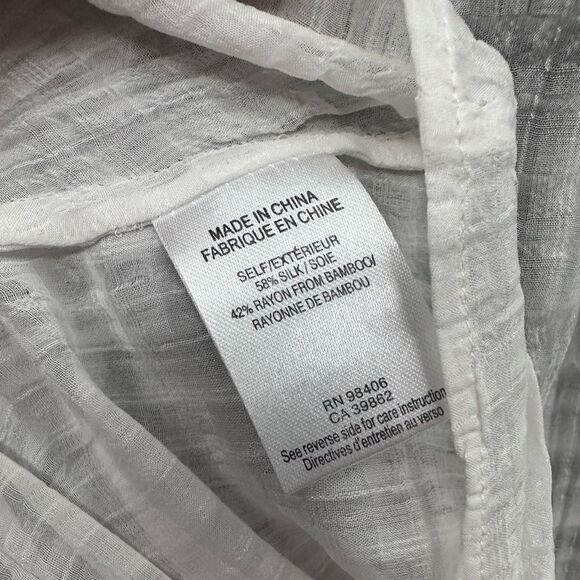 MADE IN CHINA
FABRIQUE EN CHINE
SELF/EXTÉRIEUR
58% SILK/SOIE
42% RAYON FROM BAMBOO/
RAYONNE DE BAMBOU
RN 98406
CA 39862
See reverse side for care instruction
Directives d'entretien au verso